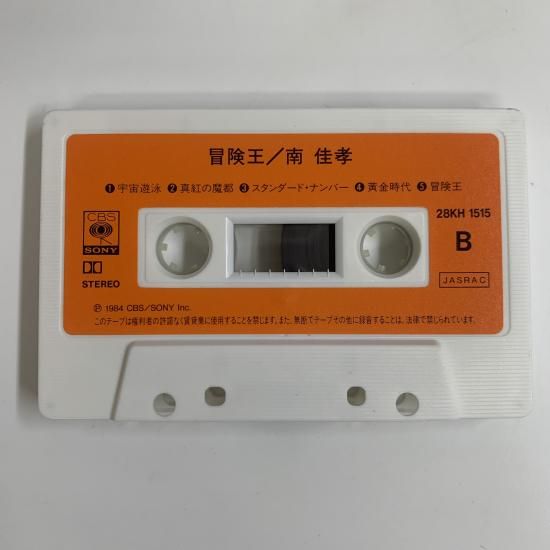 冒険王／南 佳孝
❶宇宙遊泳 ❷真紅の魔都 ❸スタンダード・ナンバー ❹黄金時代 ❺冒険王
28KH 1515
CBS
SONY
B
STEREO
JASRAC
Ⓟ 1984 CBS/SONY Inc.
このテープは権利者の許諾なく賃貸業に使用することを禁じます。また、無断でテープその他に録音することは、法律で禁じられています。